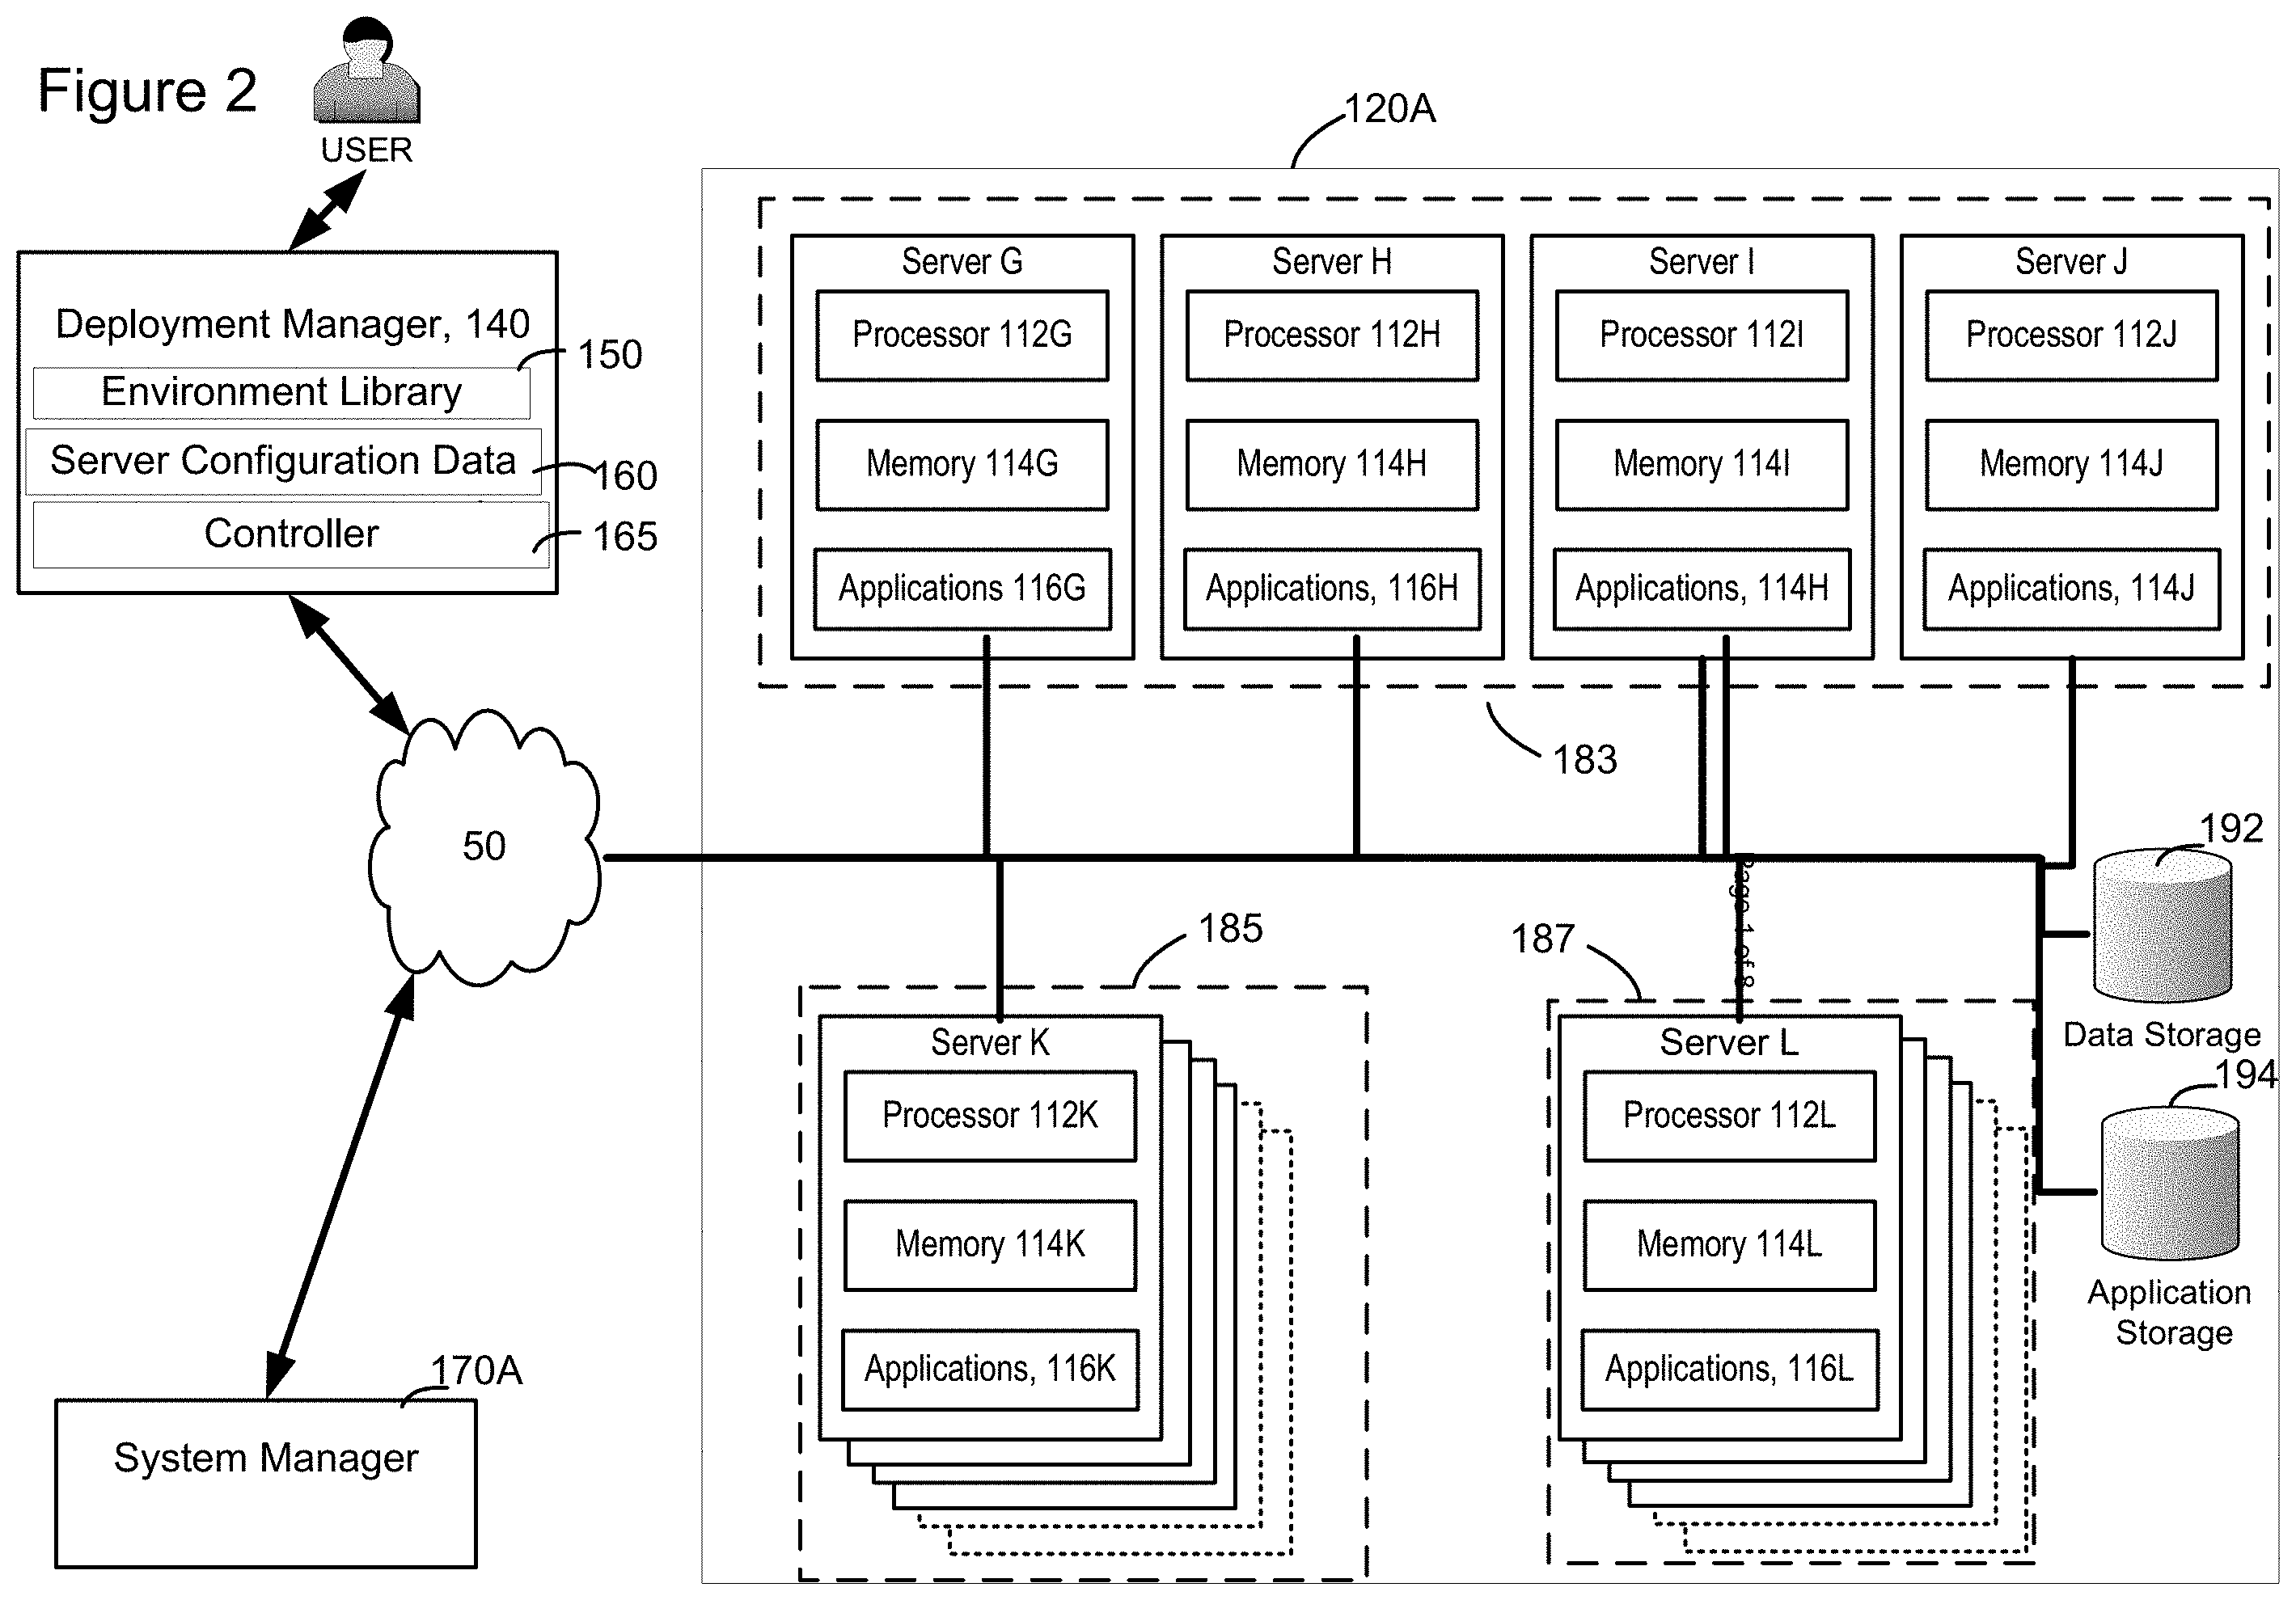 Figure 2
USER
120A
Deployment Manager, 140
150
Environment Library
Server Configuration Data
160
Controller
165
Server G
Processor 112G
Memory 114G
Applications 116G
Server H
Processor 112H
Memory 114H
Applications, 116H
Server I
Processor 112I
Memory 114I
Applications, 114H
Server J
Processor 112J
Memory 114J
Applications, 114J
183
50
192
Data Storage
194
Application
Storage
185
Server K
Processor 112K
Memory 114K
Applications, 116K
187
Page 1 of 8
Server L
Processor 112L
Memory 114L
Applications, 116L
170A
System Manager